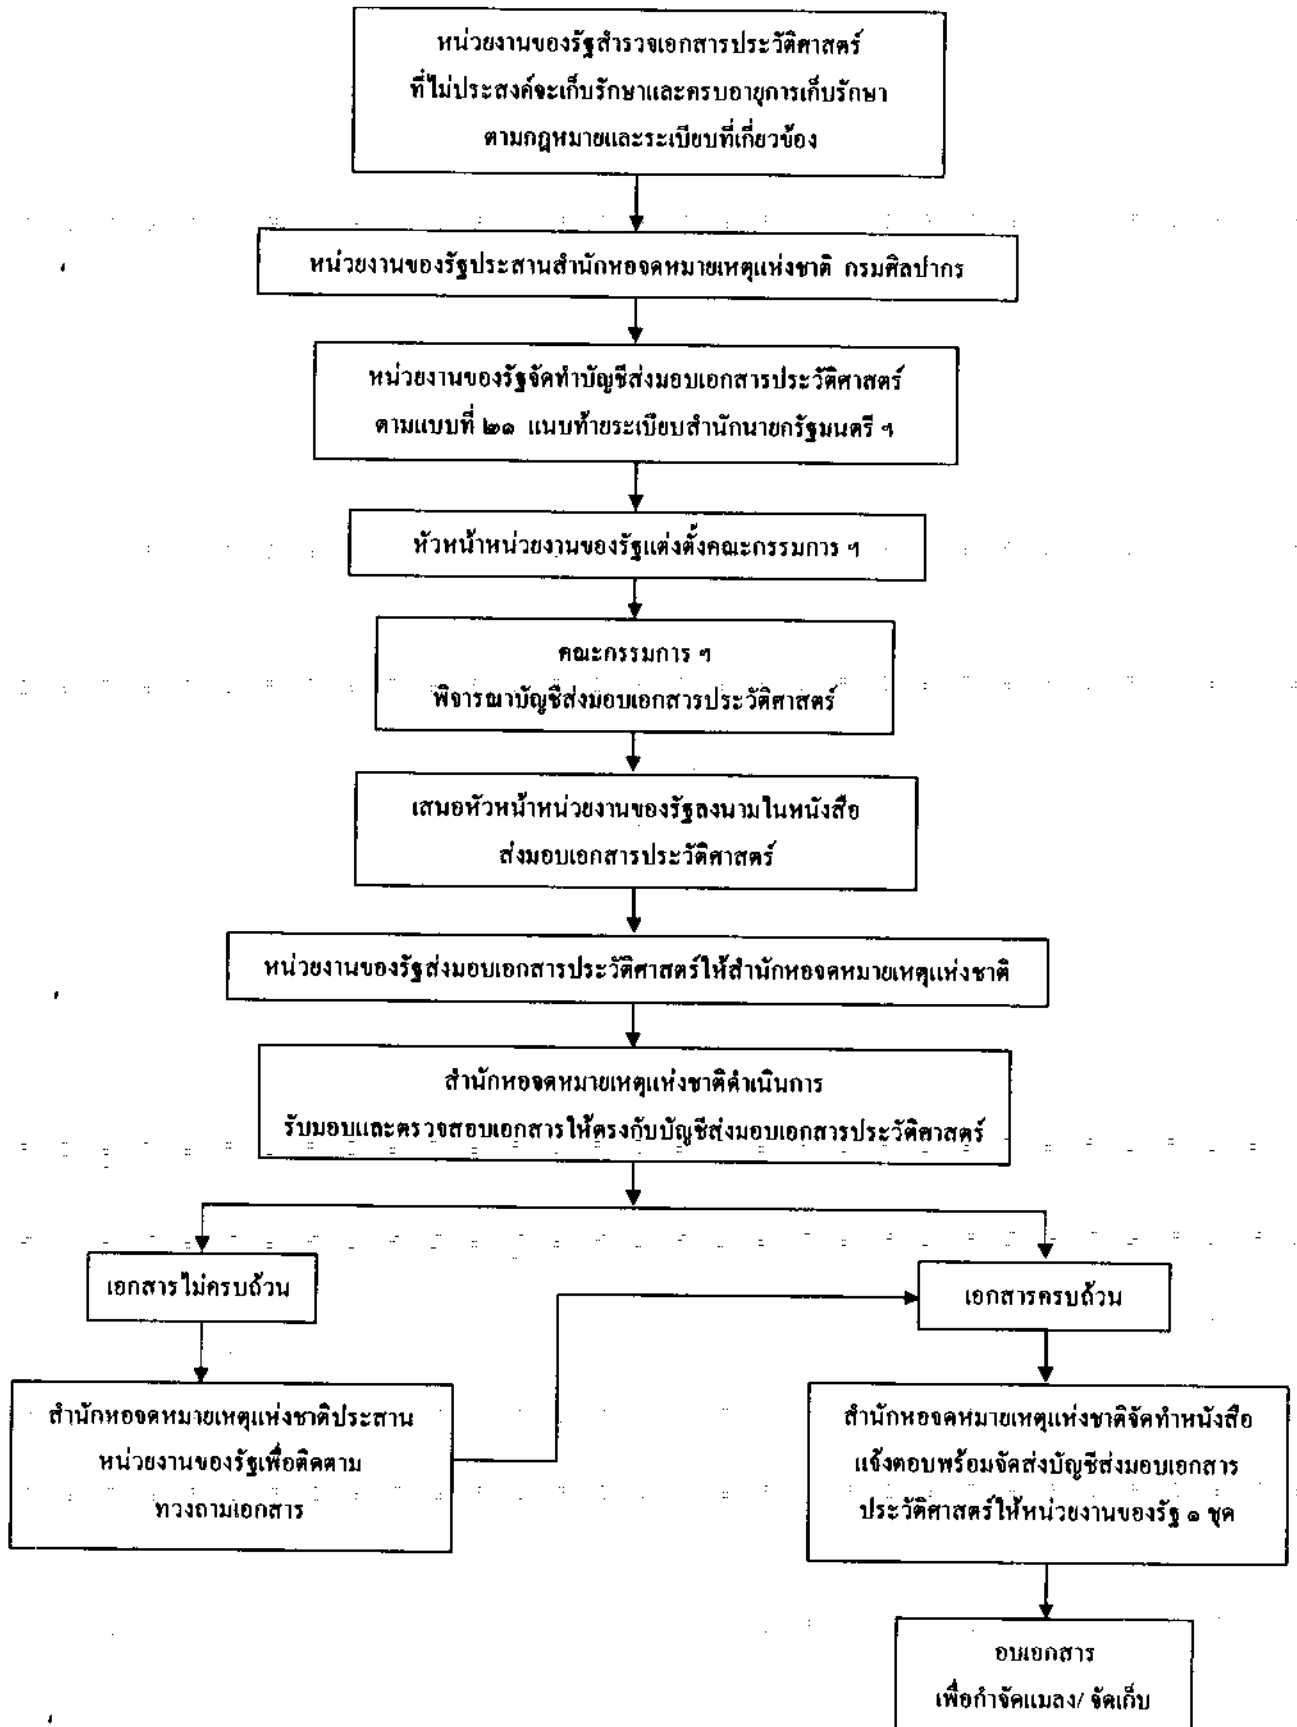 หน่วยงานของรัฐสำรวจเอกสารประวัติศาสตร์
ที่ไม่ประสงค์จะเก็บรักษาและครบอายุการเก็บรักษา
ตามกฎหมายและระเบียบที่เกี่ยวข้อง
หน่วยงานของรัฐประสานสำนักหอจดหมายเหตุแห่งชาติ กรมศิลปากร
หน่วยงานของรัฐจัดทำบัญชีส่งมอบเอกสารประวัติศาสตร์
ตามแบบที่ ๒๑ แนบท้ายระเบียบสำนักนายกรัฐมนตรี ฯ
หัวหน้าหน่วยงานของรัฐแต่งตั้งคณะกรรมการ ฯ
คณะกรรมการ ฯ
พิจารณาบัญชีส่งมอบเอกสารประวัติศาสตร์
เสนอหัวหน้าหน่วยงานของรัฐลงนามในหนังสือ
ส่งมอบเอกสารประวัติศาสตร์
หน่วยงานของรัฐส่งมอบเอกสารประวัติศาสตร์ให้สำนักหอจดหมายเหตุแห่งชาติ
สำนักหอจดหมายเหตุแห่งชาติดำเนินการ
รับมอบและตรวจสอบเอกสารให้ตรงกับบัญชีส่งมอบเอกสารประวัติศาสตร์
เอกสารไม่ครบถ้วน
เอกสารครบถ้วน
สำนักหอจดหมายเหตุแห่งชาติประสาน
หน่วยงานของรัฐเพื่อติดตาม
ทวงถามเอกสาร
สำนักหอจดหมายเหตุแห่งชาติจัดทำหนังสือ
แจ้งตอบพร้อมจัดส่งบัญชีส่งมอบเอกสาร
ประวัติศาสตร์ให้หน่วยงานของรัฐ ๑ ชุด
อบเอกสาร
เพื่อกำจัดแมลง/ จัดเก็บ